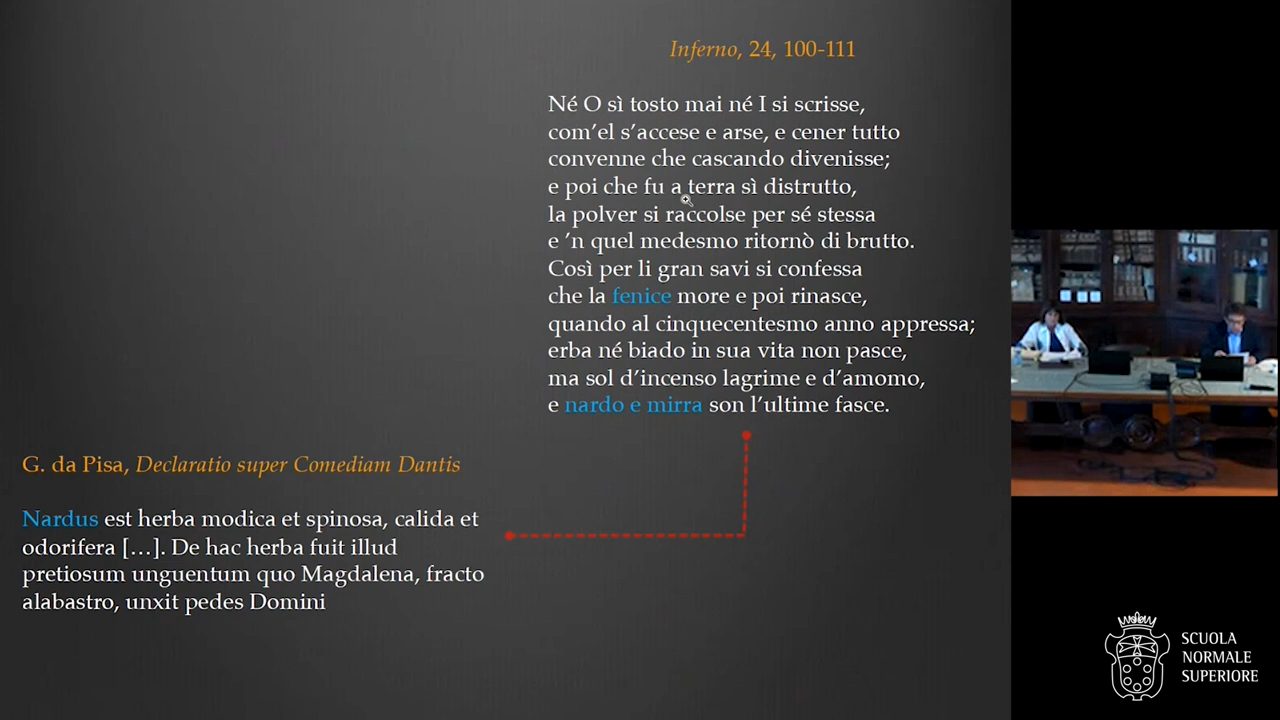 Inferno, 24, 100-111
Né O sì tosto mai né I si scrisse,
com’el s’accese e arse, e cener tutto
convenne che cascando divenisse;
e poi che fu a terra sì distrutto,
la polver si raccolse per sé stessa
e ’n quel medesmo ritornò di brutto.
Così per li gran savi si confessa
che la fenice more e poi rinasce,
quando al cinquecentesmo anno appressa;
erba né biado in sua vita non pasce,
ma sol d’incenso lagrime e d’amomo,
e nardo e mirra son l’ultime fasce.
G. da Pisa, Declaratio super Comediam Dantis
Nardus est herba modica et spinosa, calida et
odorifera […]. De hac herba fuit illud
pretiosum unguentum quo Magdalena, fracto
alabastro, unxit pedes Domini
SCUOLA
NORMALE
SUPERIORE